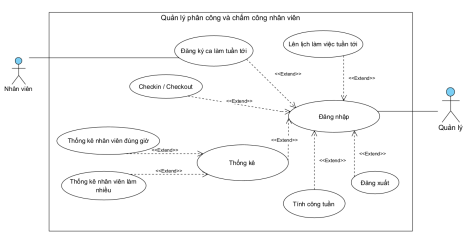 Quản lý phân công và chấm công nhân viên
Đăng ký ca làm tuần tới
Lên lịch làm việc tuần tới
<<Extend>>
<<Extend>>
Nhân viên
Checkin / Checkout
<<Extend>>
Đăng nhập
Quản lý
Thống kê nhân viên đúng giờ
<<Extend>>
<<Extend>>
Thống kê
<<Extend>>
<<Extend>>
<<Extend>>
Thống kê nhân viên làm
nhiều
<<Extend>>
Đăng suất
Tính công tuần